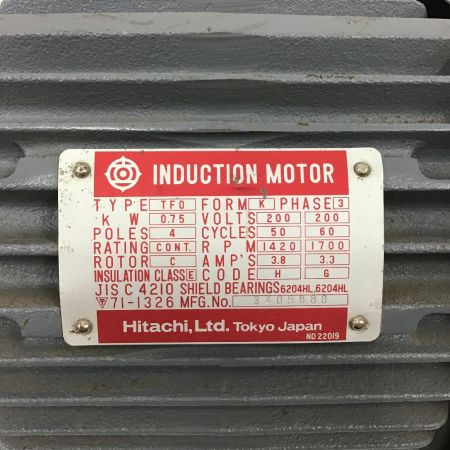 INDUCTION MOTOR
TYPE TFO FORM K PHASE 3
KW 0.75 VOLTS 200 200
POLES 4 CYCLES 50 60
RATING CONT. RPM 1420 1700
ROTOR C AMP'S 3.8 3.3
INSULATION CLASS E CODE H G
JIS C 4210 SHIELD BEARINGS 6204HL, 6204HL
71-1326 MFG. No.
Hitachi, Ltd. Tokyo Japan
NO 22019